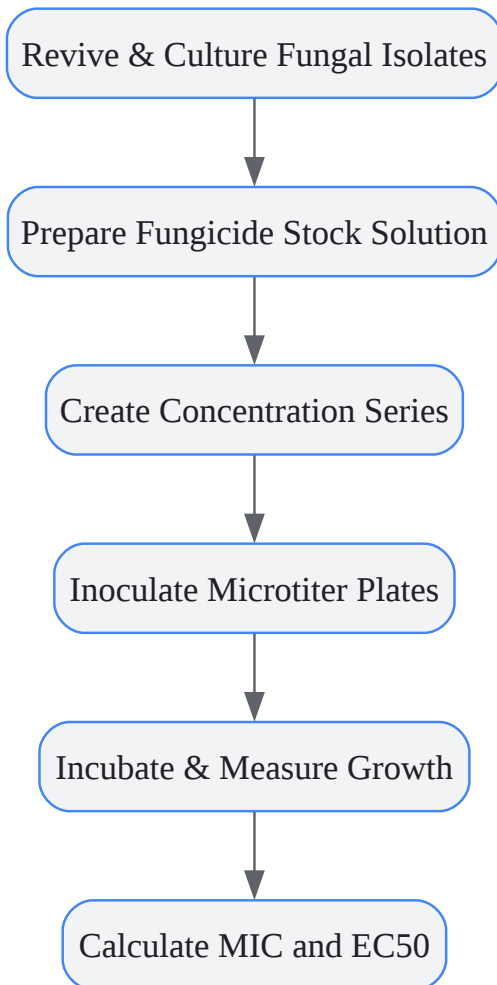 Revive & Culture Fungal Isolates
Prepare Fungicide Stock Solution
Create Concentration Series
Inoculate Microtiter Plates
Incubate & Measure Growth
Calculate MIC and EC50